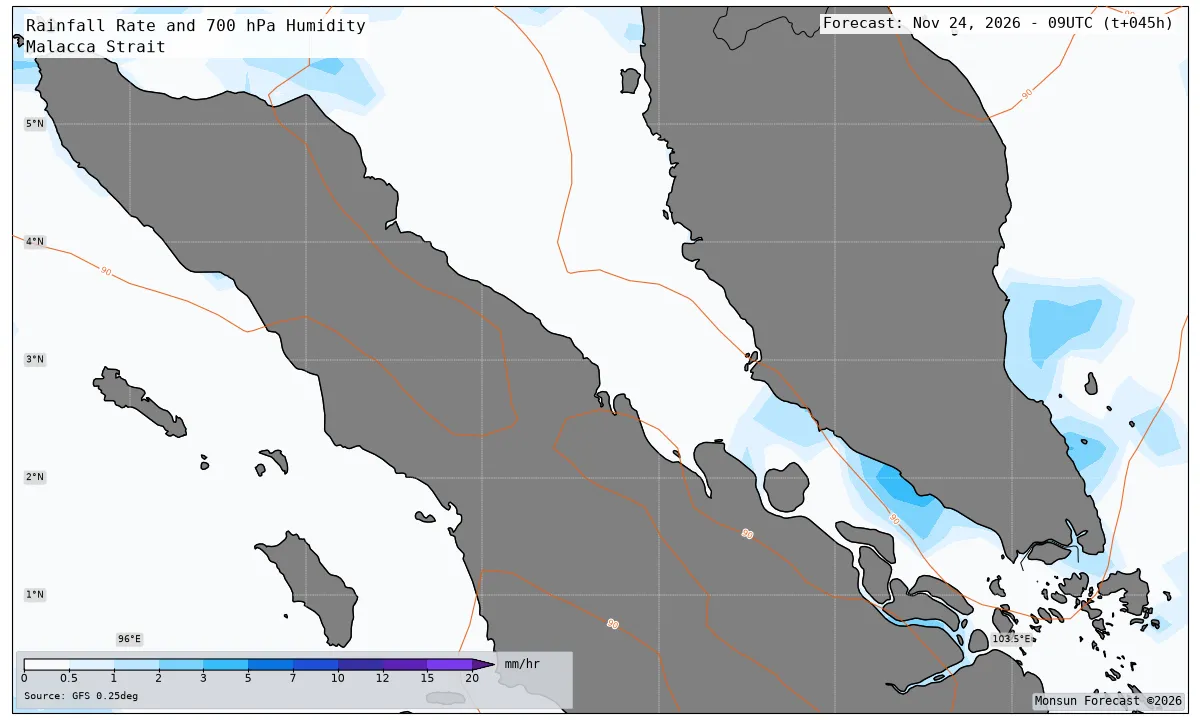 Rainfall Rate and 700 hPa Humidity
Malacca Strait
Forecast: Nov 24, 2026 - 09UTC (t+045h)
90
90
5°N
4°N
90
3°N
2°N
90
90
1°N
90
96°E
103.5°E
mm/hr
0 0.5 1 2 3 5 7 10 12 15 20
Source: GFS 0.25deg
Monsun Forecast ©2026